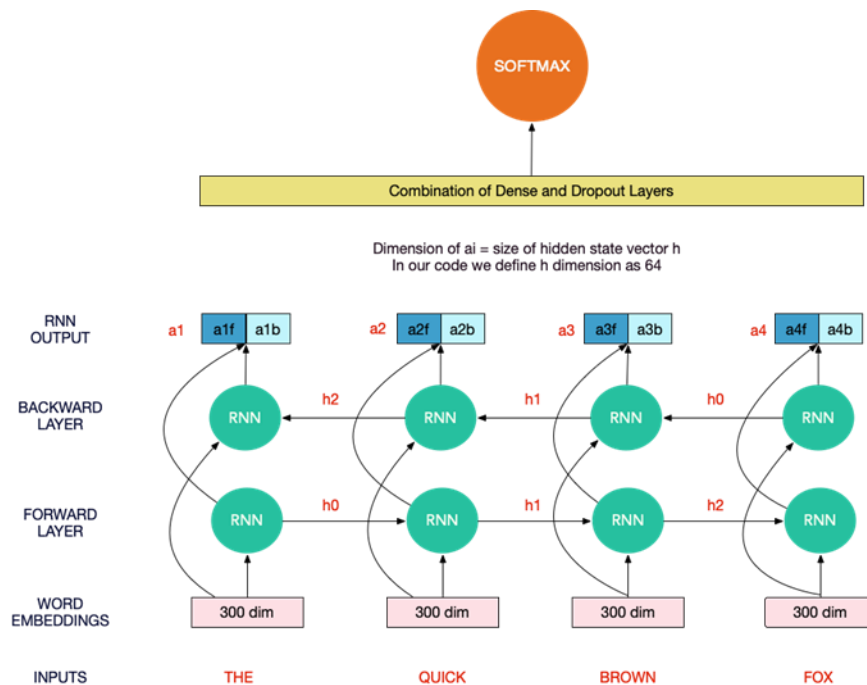 SOFTMAX
Combination of Dense and Dropout Layers
Dimension of ai = size of hidden state vector h
In our code we define h dimension as 64
RNN
OUTPUT
a1
a1f
a1b
a2
a2f
a2b
a3
a3f
a3b
a4
a4f
a4b
BACKWARD
LAYER
RNN
h2
RNN
h1
RNN
h0
RNN
FORWARD
LAYER
RNN
h0
RNN
h1
RNN
h2
RNN
WORD
EMBEDDINGS
300 dim
300 dim
300 dim
300 dim
INPUTS
THE
QUICK
BROWN
FOX